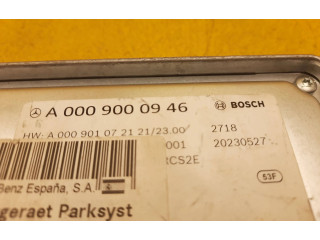 A 000 900 09 46 BOSCH
HW: A 000 901 07 21 21/23.00 2718
001 20230527
RCS2E
Benz España, S.A.
53F
geraet Parksyst